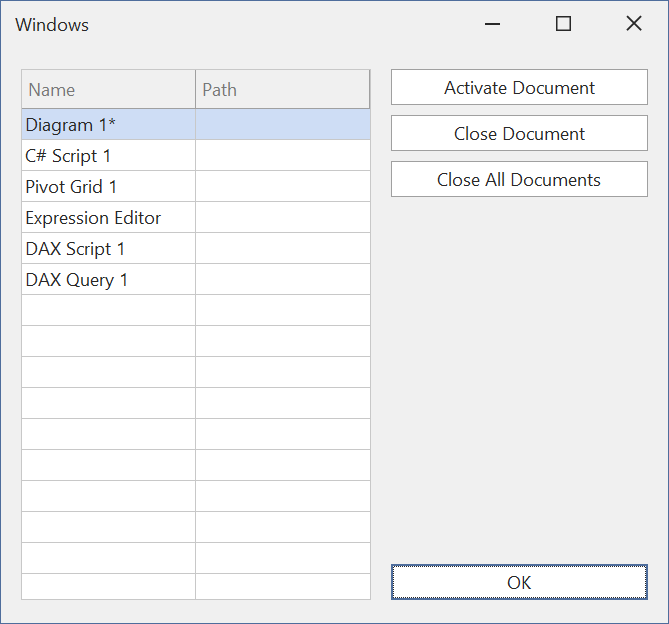 Windows
Name Path
Diagram 1*
C# Script 1
Pivot Grid 1
Expression Editor
DAX Script 1
DAX Query 1
Activate Document
Close Document
Close All Documents
OK